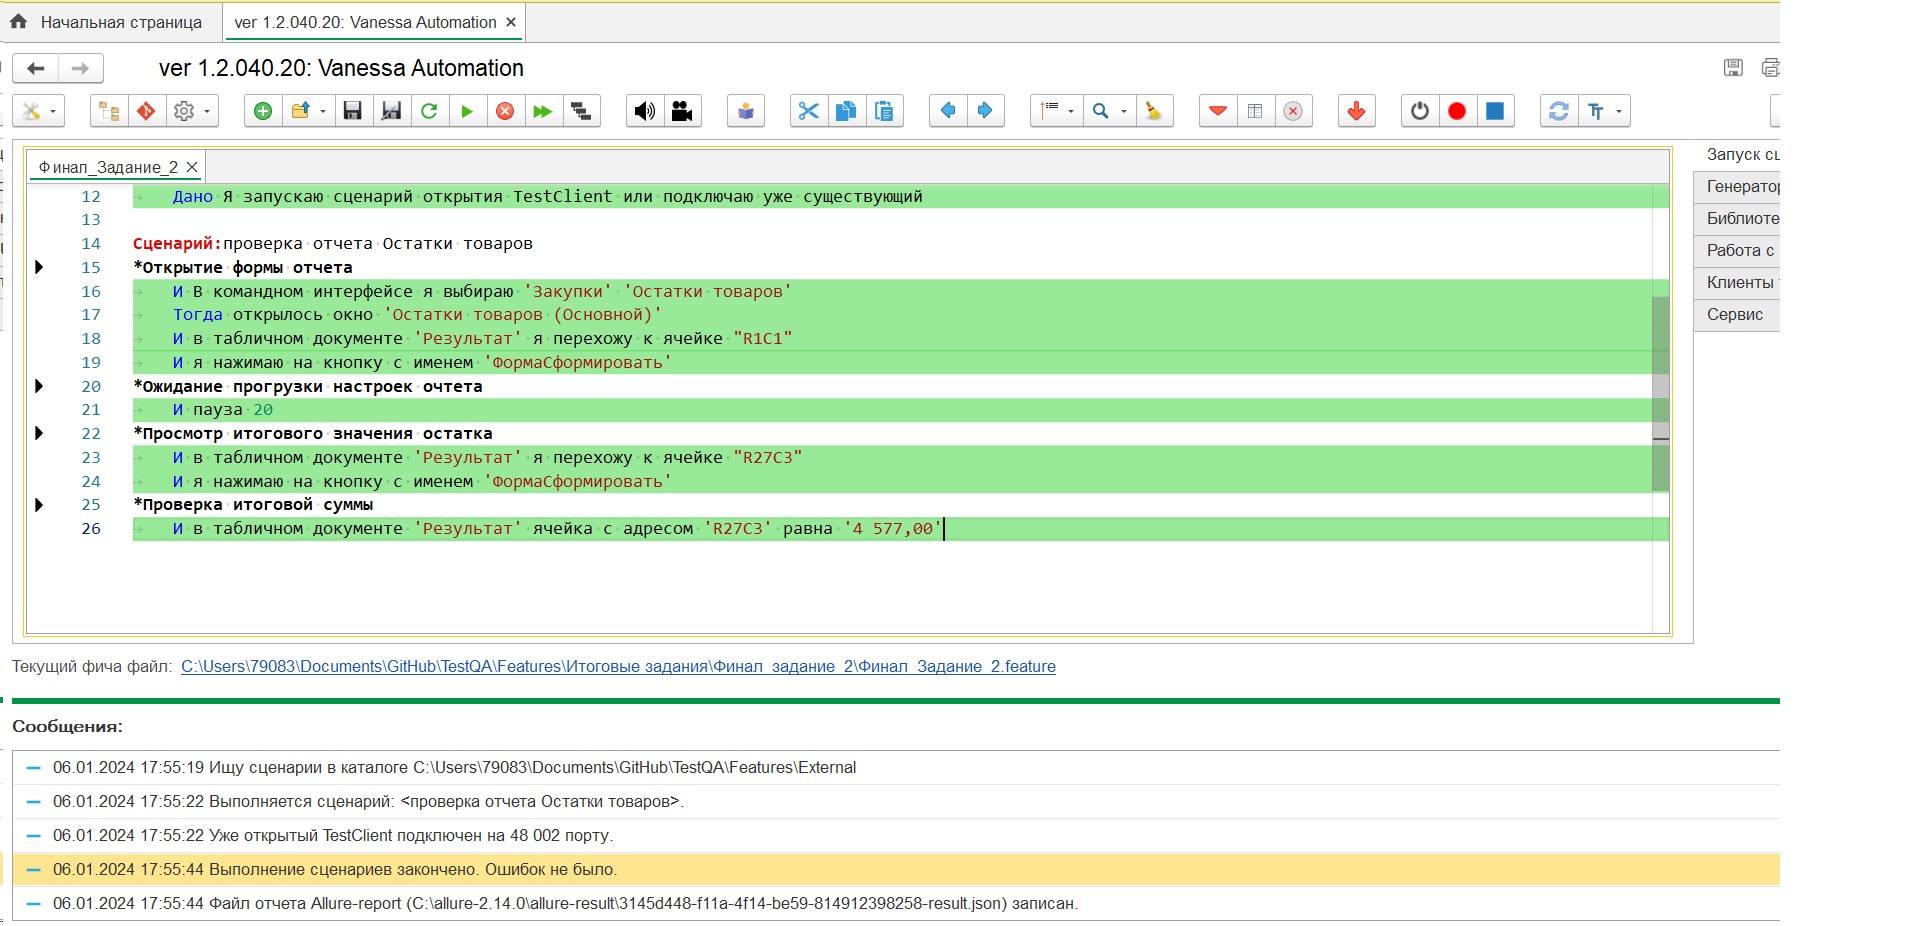 Начальная страница
ver 1.2.040.20: Vanessa Automation
ver 1.2.040.20: Vanessa Automation
Финал_Задание_2
12 Дано Я запускаю сценарий открытия TestClient или подключаю уже существующий
13
14 Сценарий:проверка отчета Остатки товаров
15 *Открытие формы отчета
16 И В командном интерфейсе я выбираю 'Закупки' 'Остатки товаров'
17 Тогда открылось окно 'Остатки товаров (Основной)'
18 И в табличном документе 'Результат' я перехожу к ячейке "R1C1"
19 И я нажимаю на кнопку с именем 'ФормаСформировать'
20 *Ожидание прогрузки настроек очтета
21 И пауза 20
22 *Просмотр итогового значения остатка
23 И в табличном документе 'Результат' я перехожу к ячейке "R27C3"
24 И я нажимаю на кнопку с именем 'ФормаСформировать'
25 *Проверка итоговой суммы
26 И в табличном документе 'Результат' ячейка с адресом 'R27C3' равна '4 577,00'
Запуск сц
Генератор
Библиоте
Работа с
Клиенты
Сервис
Текущий фича файл: C:\Users\79083\Documents\GitHub\TestQA\Features\Итоговые задания\Финал_задание_2\Финал_Задание_2.feature
Сообщения:
06.01.2024 17:55:19 Ищу сценарии в каталоге C:\Users\79083\Documents\GitHub\TestQA\Features\External
06.01.2024 17:55:22 Выполняется сценарий: <проверка отчета Остатки товаров>.
06.01.2024 17:55:22 Уже открытый TestClient подключен на 48 002 порту.
06.01.2024 17:55:44 Выполнение сценариев закончено. Ошибок не было.
06.01.2024 17:55:44 Файл отчета Allure-report (C:\allure-2.14.0\allure-result\3145d448-f11a-4f14-be59-814912398258-result.json) записан.